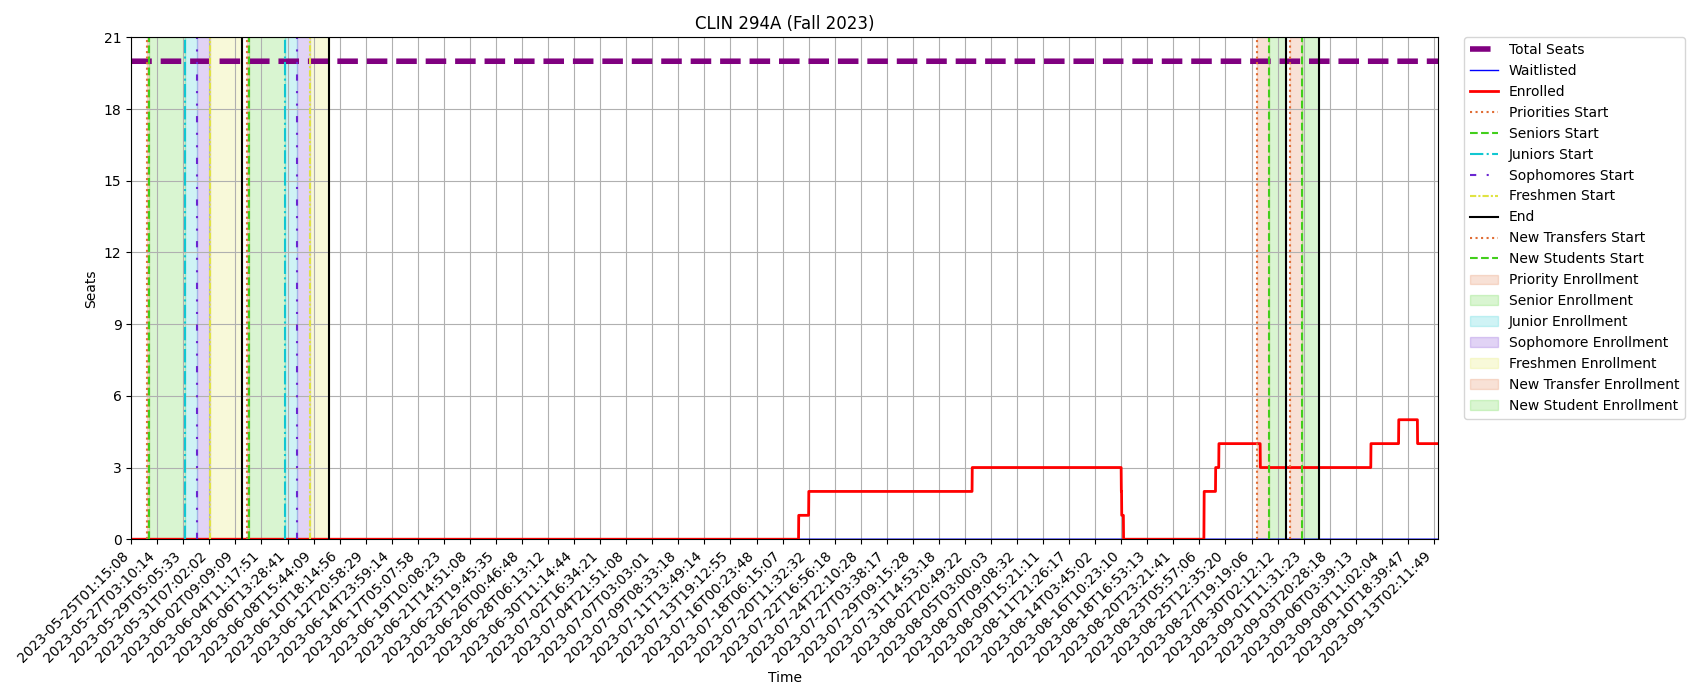 CLIN 294A (Fall 2023)
21
18
15
12
9
6
3
0
Seats
2023-05-25T01:15:08
2023-05-27T03:10:14
2023-05-29T05:05:33
2023-05-31T07:02:02
2023-06-02T09:09:09
2023-06-04T11:17:51
2023-06-06T13:28:41
2023-06-08T15:44:09
2023-06-10T18:14:56
2023-06-12T20:58:29
2023-06-14T23:59:14
2023-06-17T05:07:58
2023-06-19T10:08:23
2023-06-21T14:51:08
2023-06-23T19:45:35
2023-06-26T00:46:48
2023-06-28T06:13:12
2023-06-30T11:14:44
2023-07-02T16:34:21
2023-07-04T21:51:08
2023-07-07T03:03:01
2023-07-09T08:33:18
2023-07-11T13:49:14
2023-07-13T19:12:55
2023-07-16T00:23:48
2023-07-18T06:15:07
2023-07-20T11:32:32
2023-07-22T16:56:18
2023-07-24T22:10:28
2023-07-27T03:38:17
2023-07-29T09:15:28
2023-07-31T14:53:18
2023-08-02T20:49:22
2023-08-05T03:00:03
2023-08-07T09:08:32
2023-08-09T15:21:11
2023-08-11T21:26:17
2023-08-14T03:45:02
2023-08-16T10:23:10
2023-08-18T16:53:13
2023-08-20T23:21:41
2023-08-23T05:57:06
2023-08-25T12:35:20
2023-08-27T19:19:06
2023-08-30T02:12:12
2023-09-01T11:31:23
2023-09-03T20:28:18
2023-09-06T03:39:13
2023-09-08T11:02:04
2023-09-10T18:39:47
2023-09-13T02:11:49
Time
Total Seats
Waitlisted
Enrolled
Priorities Start
Seniors Start
Juniors Start
Sophomores Start
Freshmen Start
End
New Transfers Start
New Students Start
Priority Enrollment
Senior Enrollment
Junior Enrollment
Sophomore Enrollment
Freshmen Enrollment
New Transfer Enrollment
New Student Enrollment